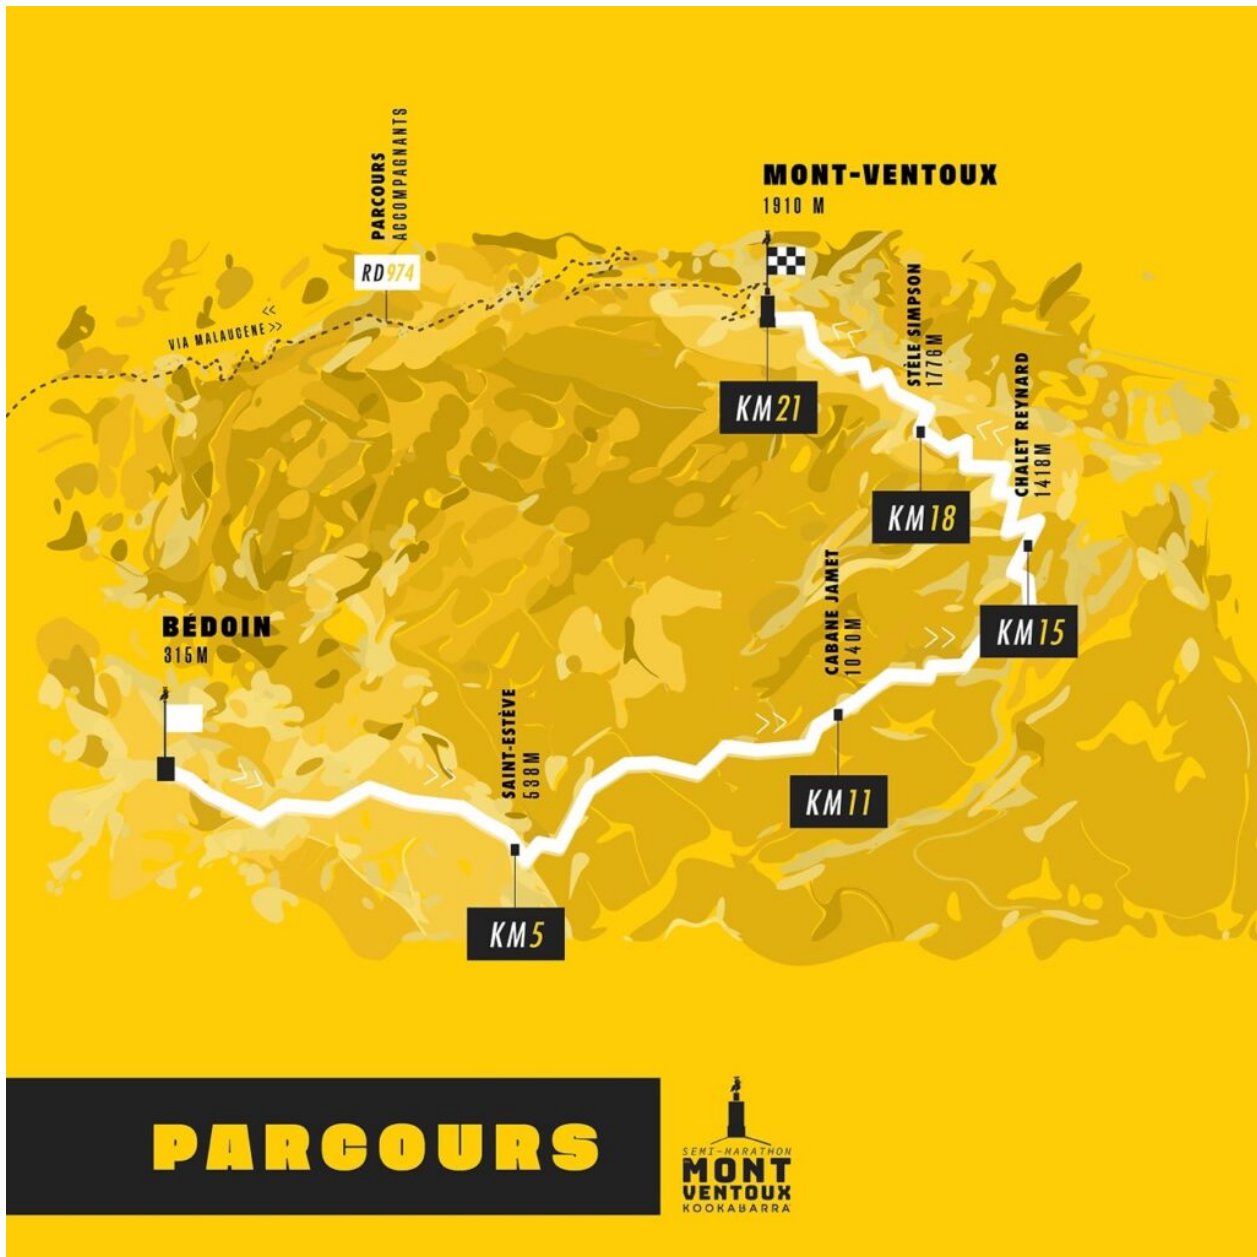 PARCOURS
ACCOMPAGNANTS
RD974
VIA MALAUCÈNE
MONT-VENTOUX
1910 M
KM21
STÈLE SIMPSON
1776M
KM18
CHALET REYNARD
1418M
KM15
CABANE JAMET
1040M
KM11
BÉDOIN
315M
SAINT-ESTÈVE
538M
KM5
PARCOURS
SEMI-MARATHON
MONT
VENTOUX
KOOKABARRA